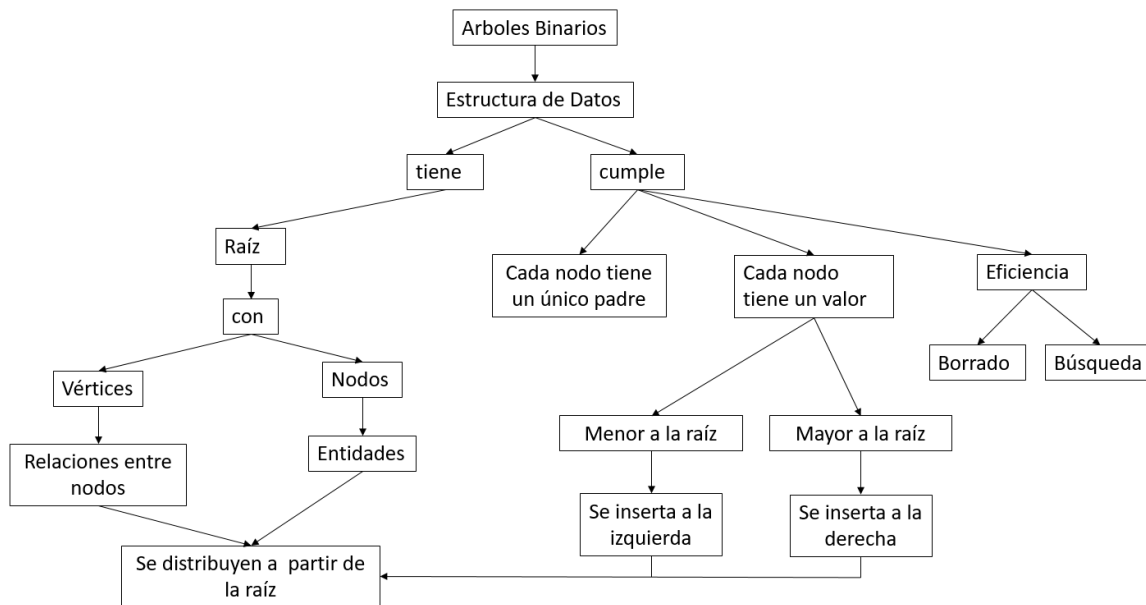 Arboles Binarios
Estructura de Datos
tiene
cumple
Raíz
Cada nodo tiene
un único padre
Cada nodo
tiene un valor
Eficiencia
con
Vértices
Nodos
Borrado
Búsqueda
Relaciones entre
nodos
Entidades
Menor a la raíz
Mayor a la raíz
Se inserta a la
izquierda
Se inserta a la
derecha
Se distribuyen a partir de
la raíz